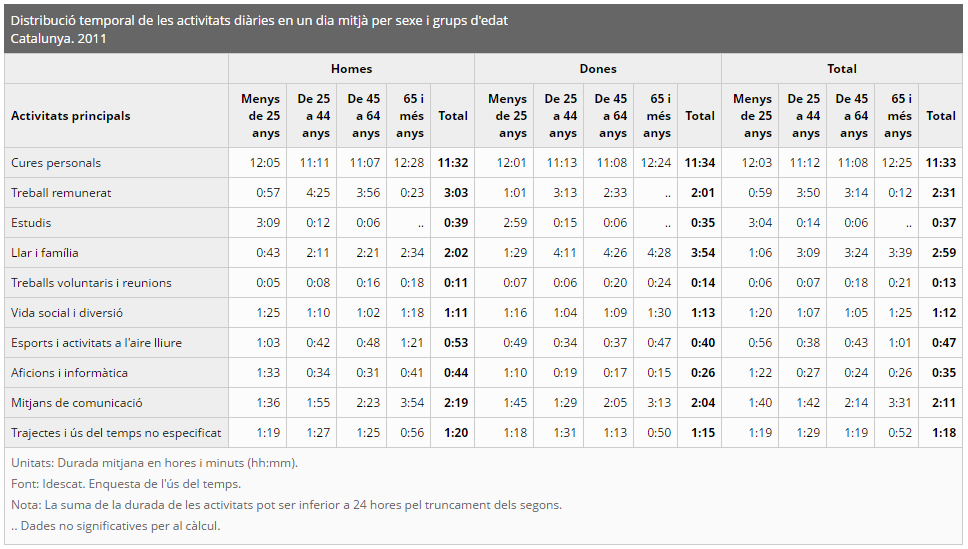 Distribució temporal de les activitats diàries en un dia mitjà per sexe i grups d'edat
Catalunya. 2011
Homes Dones Total
Activitats principals Menys de 25 anys De 25 a 44 anys De 45 a 64 anys 65 i més anys Total Menys de 25 anys De 25 a 44 anys De 45 a 64 anys 65 i més anys Total Menys de 25 anys De 25 a 44 anys De 45 a 64 anys 65 i més anys Total
Cures personals 12:05 11:11 11:07 12:28 11:32 12:01 11:13 11:08 12:24 11:34 12:03 11:12 11:08 12:25 11:33
Treball remunerat 0:57 4:25 3:56 0:23 3:03 1:01 3:13 2:33 .. 2:01 0:59 3:50 3:14 0:12 2:31
Estudis 3:09 0:12 0:06 .. 0:39 2:59 0:15 0:06 .. 0:35 3:04 0:14 0:06 .. 0:37
Llar i família 0:43 2:11 2:21 2:34 2:02 1:29 4:11 4:26 4:28 3:54 1:06 3:09 3:24 3:39 2:59
Treballs voluntaris i reunions 0:05 0:08 0:16 0:18 0:11 0:07 0:06 0:20 0:24 0:14 0:06 0:07 0:18 0:21 0:13
Vida social i diversió 1:25 1:10 1:02 1:18 1:11 1:16 1:04 1:09 1:30 1:13 1:20 1:07 1:05 1:25 1:12
Esports i activitats a l'aire lliure 1:03 0:42 0:48 1:21 0:53 0:49 0:34 0:37 0:47 0:40 0:56 0:38 0:43 1:01 0:47
Aficions i informàtica 1:33 0:34 0:31 0:41 0:44 1:10 0:19 0:17 0:15 0:26 1:22 0:27 0:24 0:26 0:35
Mitjans de comunicació 1:36 1:55 2:23 3:54 2:19 1:45 1:29 2:05 3:13 2:04 1:40 1:42 2:14 3:31 2:11
Trajectes i ús del temps no especificat 1:19 1:27 1:25 0:56 1:20 1:18 1:31 1:13 0:50 1:15 1:19 1:29 1:19 0:52 1:18
Unitats: Durada mitjana en hores i minuts (hh:mm).
Font: Idescat. Enquesta de l'ús del temps.
Nota: La suma de la durada de les activitats pot ser inferior a 24 hores pel truncament dels segons.
.. Dades no significatives per al càlcul.